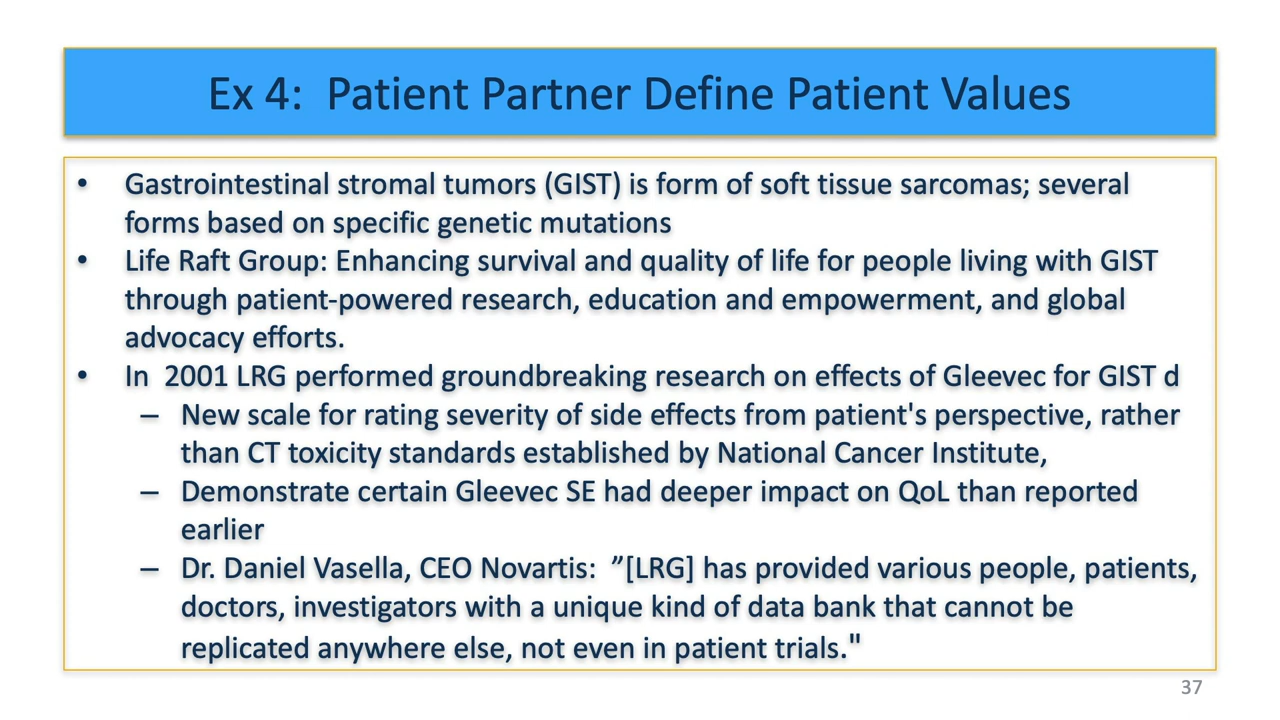 Ex 4:  Patient Partner Define Patient Values
• Gastrointestinal stromal tumors (GIST) is form of soft tissue sarcomas; several
forms based on specific genetic mutations
• Life Raft Group: Enhancing survival and quality of life for people living with GIST
through patient-powered research, education and empowerment, and global
advocacy efforts.
• In  2001 LRG performed groundbreaking research on effects of Gleevec for GIST d
– New scale for rating severity of side effects from patient's perspective, rather
than CT toxicity standards established by National Cancer Institute,
– Demonstrate certain Gleevec SE had deeper impact on QoL than reported
earlier
– Dr. Daniel Vasella, CEO Novartis:  ”[LRG] has provided various people, patients,
doctors, investigators with a unique kind of data bank that cannot be
replicated anywhere else, not even in patient trials."
37